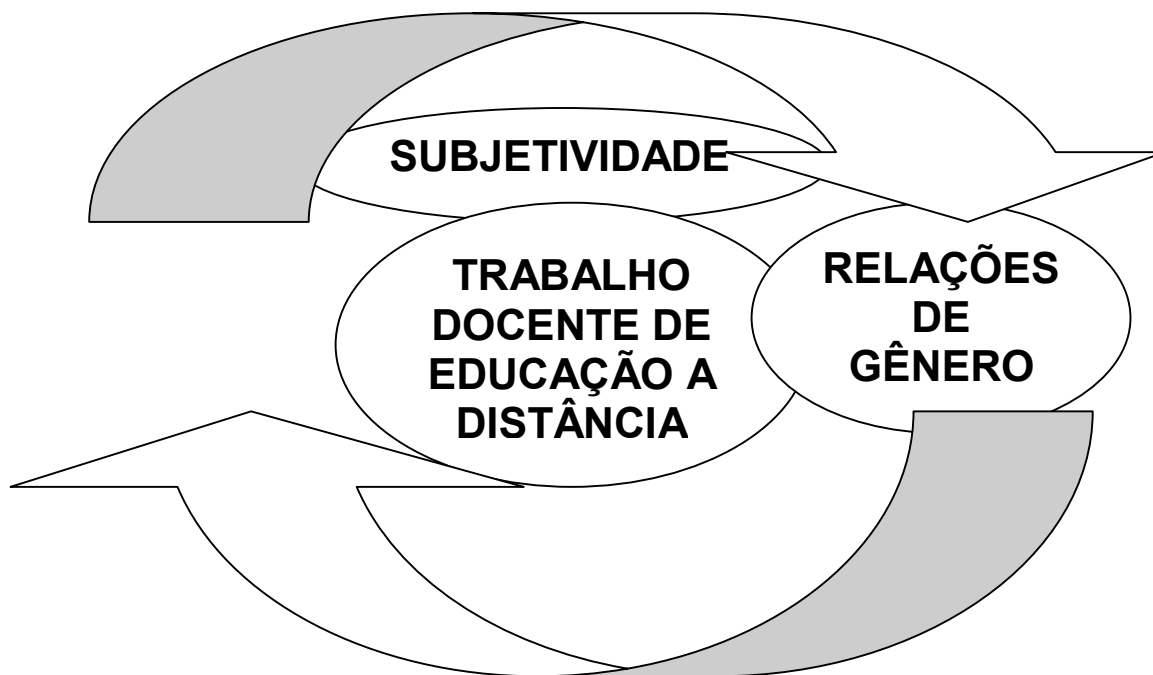 SUBJETIVIDADE
TRABALHO
DOCENTE DE
EDUCAÇÃO A
DISTÂNCIA
RELAÇÕES
DE
GÊNERO